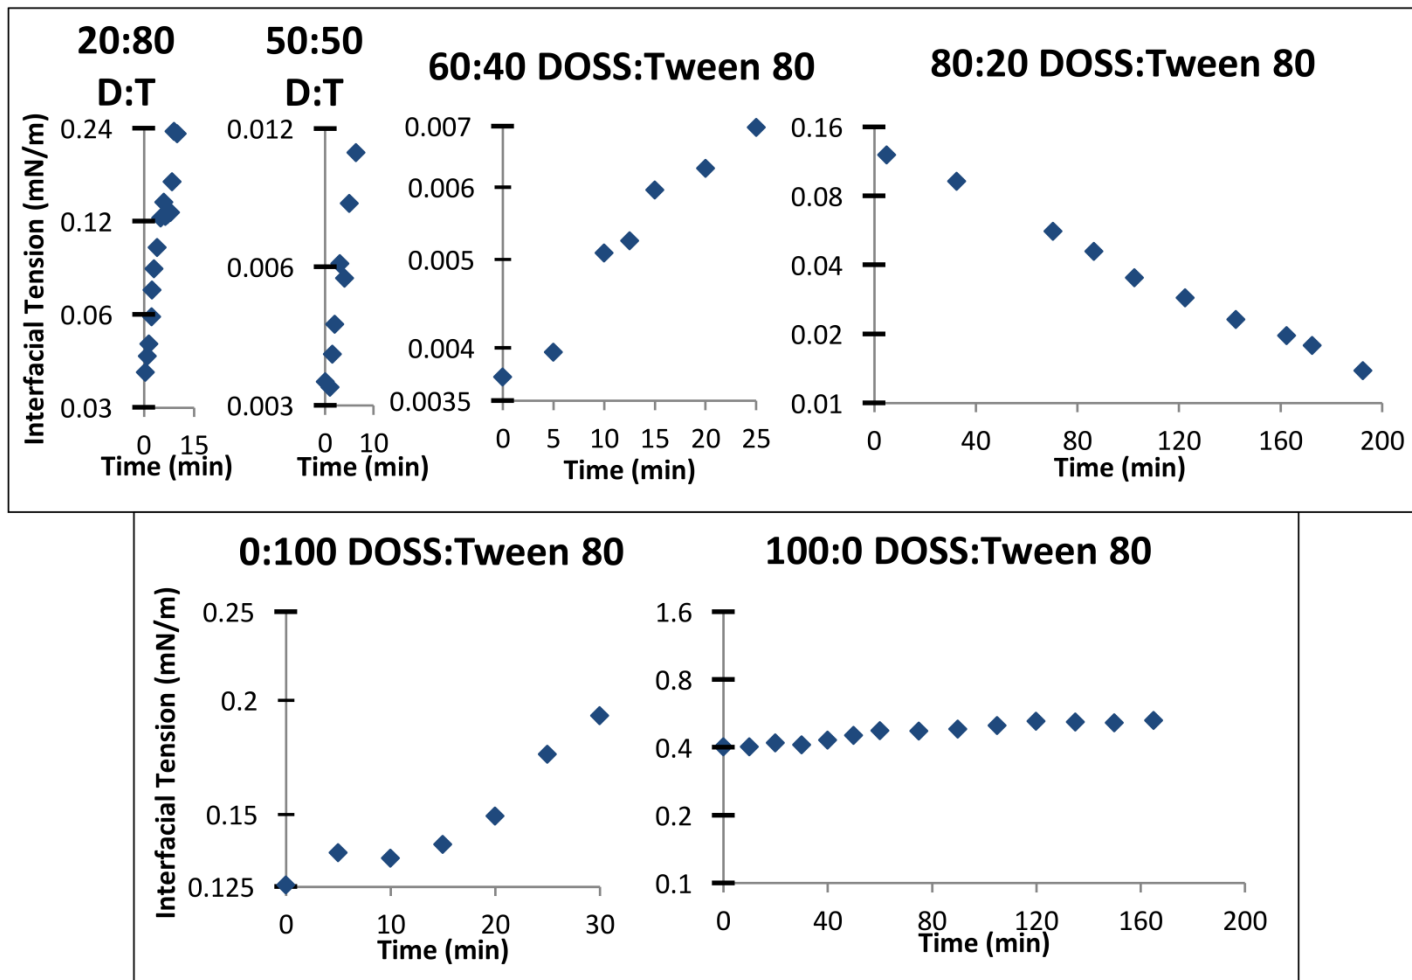 20:80
D:T
50:50
D:T
60:40 DOSS:Tween 80
80:20 DOSS:Tween 80
Interfacial Tension (mN/m)
0.24
0.12
0.06
0.03
0 15
Time (min)
0.012
0.006
0.003
0 10
Time (min)
0.007
0.006
0.005
0.004
0.0035
0 5 10 15 20 25
Time (min)
0.16
0.08
0.04
0.02
0.01
0 40 80 120 160 200
Time (min)
0:100 DOSS:Tween 80
100:0 DOSS:Tween 80
Interfacial Tension (mN/m)
0.25
0.2
0.15
0.125
0 10 20 30
Time (min)
1.6
0.8
0.4
0.2
0.1
0 40 80 120 160 200
Time (min)